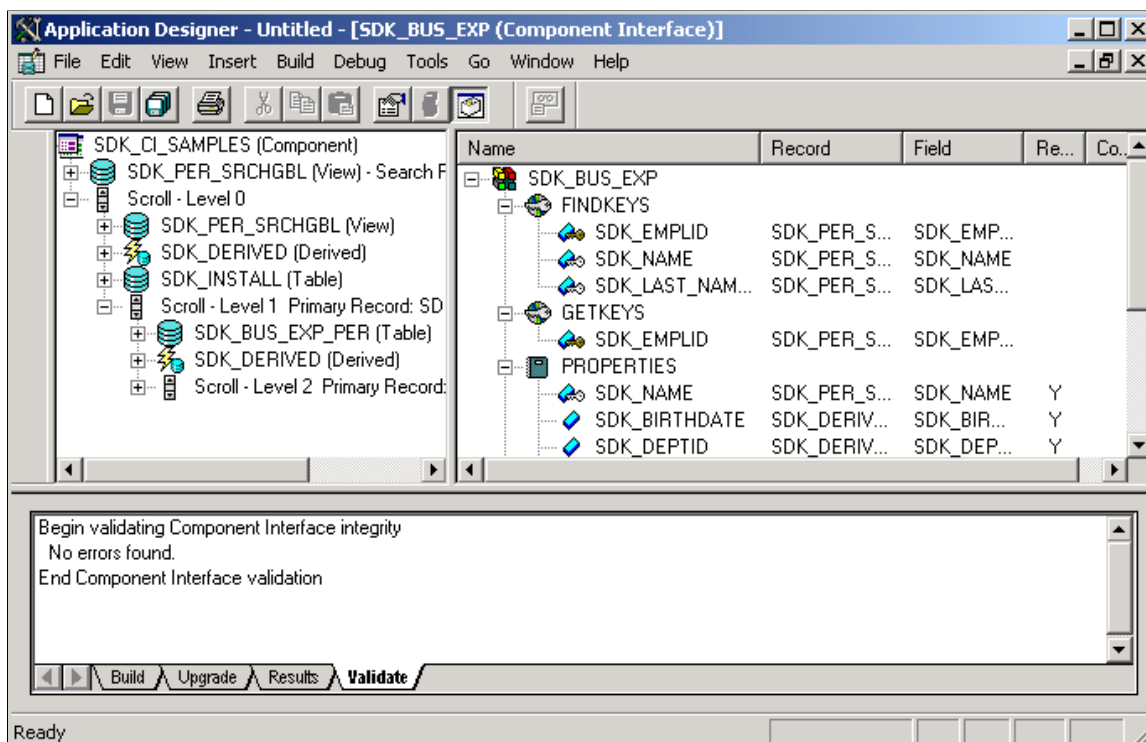 Application Designer - Untitled - [SDK_BUS_EXP (Component Interface)]
File Edit View Insert Build Debug Tools Go Window Help
SDK_CI_SAMPLES (Component)
SDK_PER_SRCHGBL (View) - Search F
Scroll - Level 0
SDK_PER_SRCHGBL (View)
SDK_DERIVED (Derived)
SDK_INSTALL (Table)
Scroll - Level 1 Primary Record: SD
SDK_BUS_EXP_PER (Table)
SDK_DERIVED (Derived)
Scroll - Level 2 Primary Record:
Name Record Field Re... Co...
SDK_BUS_EXP
FINDKEYS
SDK_EMPLID SDK_PER_S... SDK_EMP...
SDK_NAME SDK_PER_S... SDK_NAME
SDK_LAST_NAM... SDK_PER_S... SDK_LAS...
GETKEYS
SDK_EMPLID SDK_PER_S... SDK_EMP...
PROPERTIES
SDK_NAME SDK_PER_S... SDK_NAME Y
SDK_BIRTHDATE SDK_DERIV... SDK_BIR... Y
SDK_DEPTID SDK_DERIV... SDK_DEP... Y
Begin validating Component Interface integrity
No errors found.
End Component Interface validation
Build Upgrade Results Validate
Ready